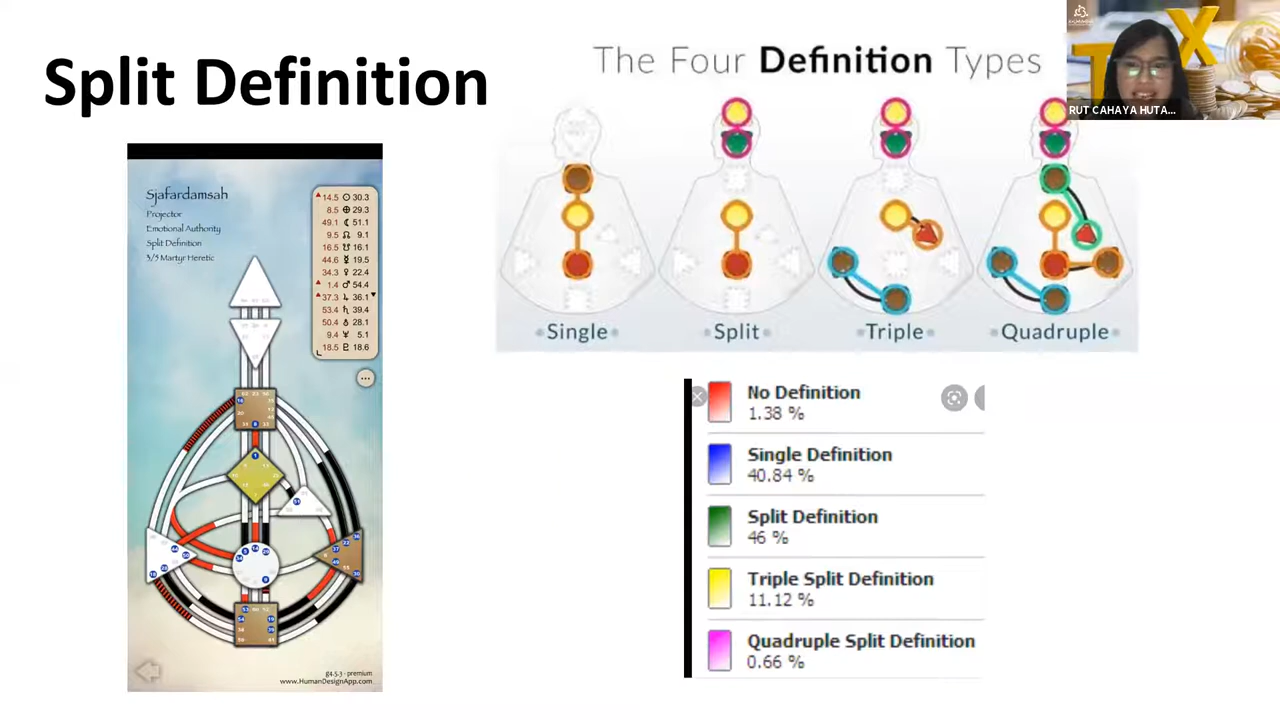 Split Definition
The Four Definition Types
RUT CAHAYA HUTA...
Sjafardamsah
Projector
Emotional Authority
Split Definition
3/5 Martyr Heretic
14.5 ☉ 30.3
8.5 ⊕ 29.3
49.1 ☾ 51.1
9.5 ☊ 9.1
16.5 ☋ 16.1
44.6 ☿ 19.5
34.3 ♀ 22.4
1.4 ♂ 54.4
37.3 ♃ 36.1
53.4 ♄ 39.4
50.4 ♅ 28.1
9.4 ♆ 5.1
18.5 ♇ 18.6
g4.5.3 - premium
www.HumanDesignApp.com
Single
Split
Triple
Quadruple
No Definition
1.38 %
Single Definition
40.84 %
Split Definition
46 %
Triple Split Definition
11.12 %
Quadruple Split Definition
0.66 %